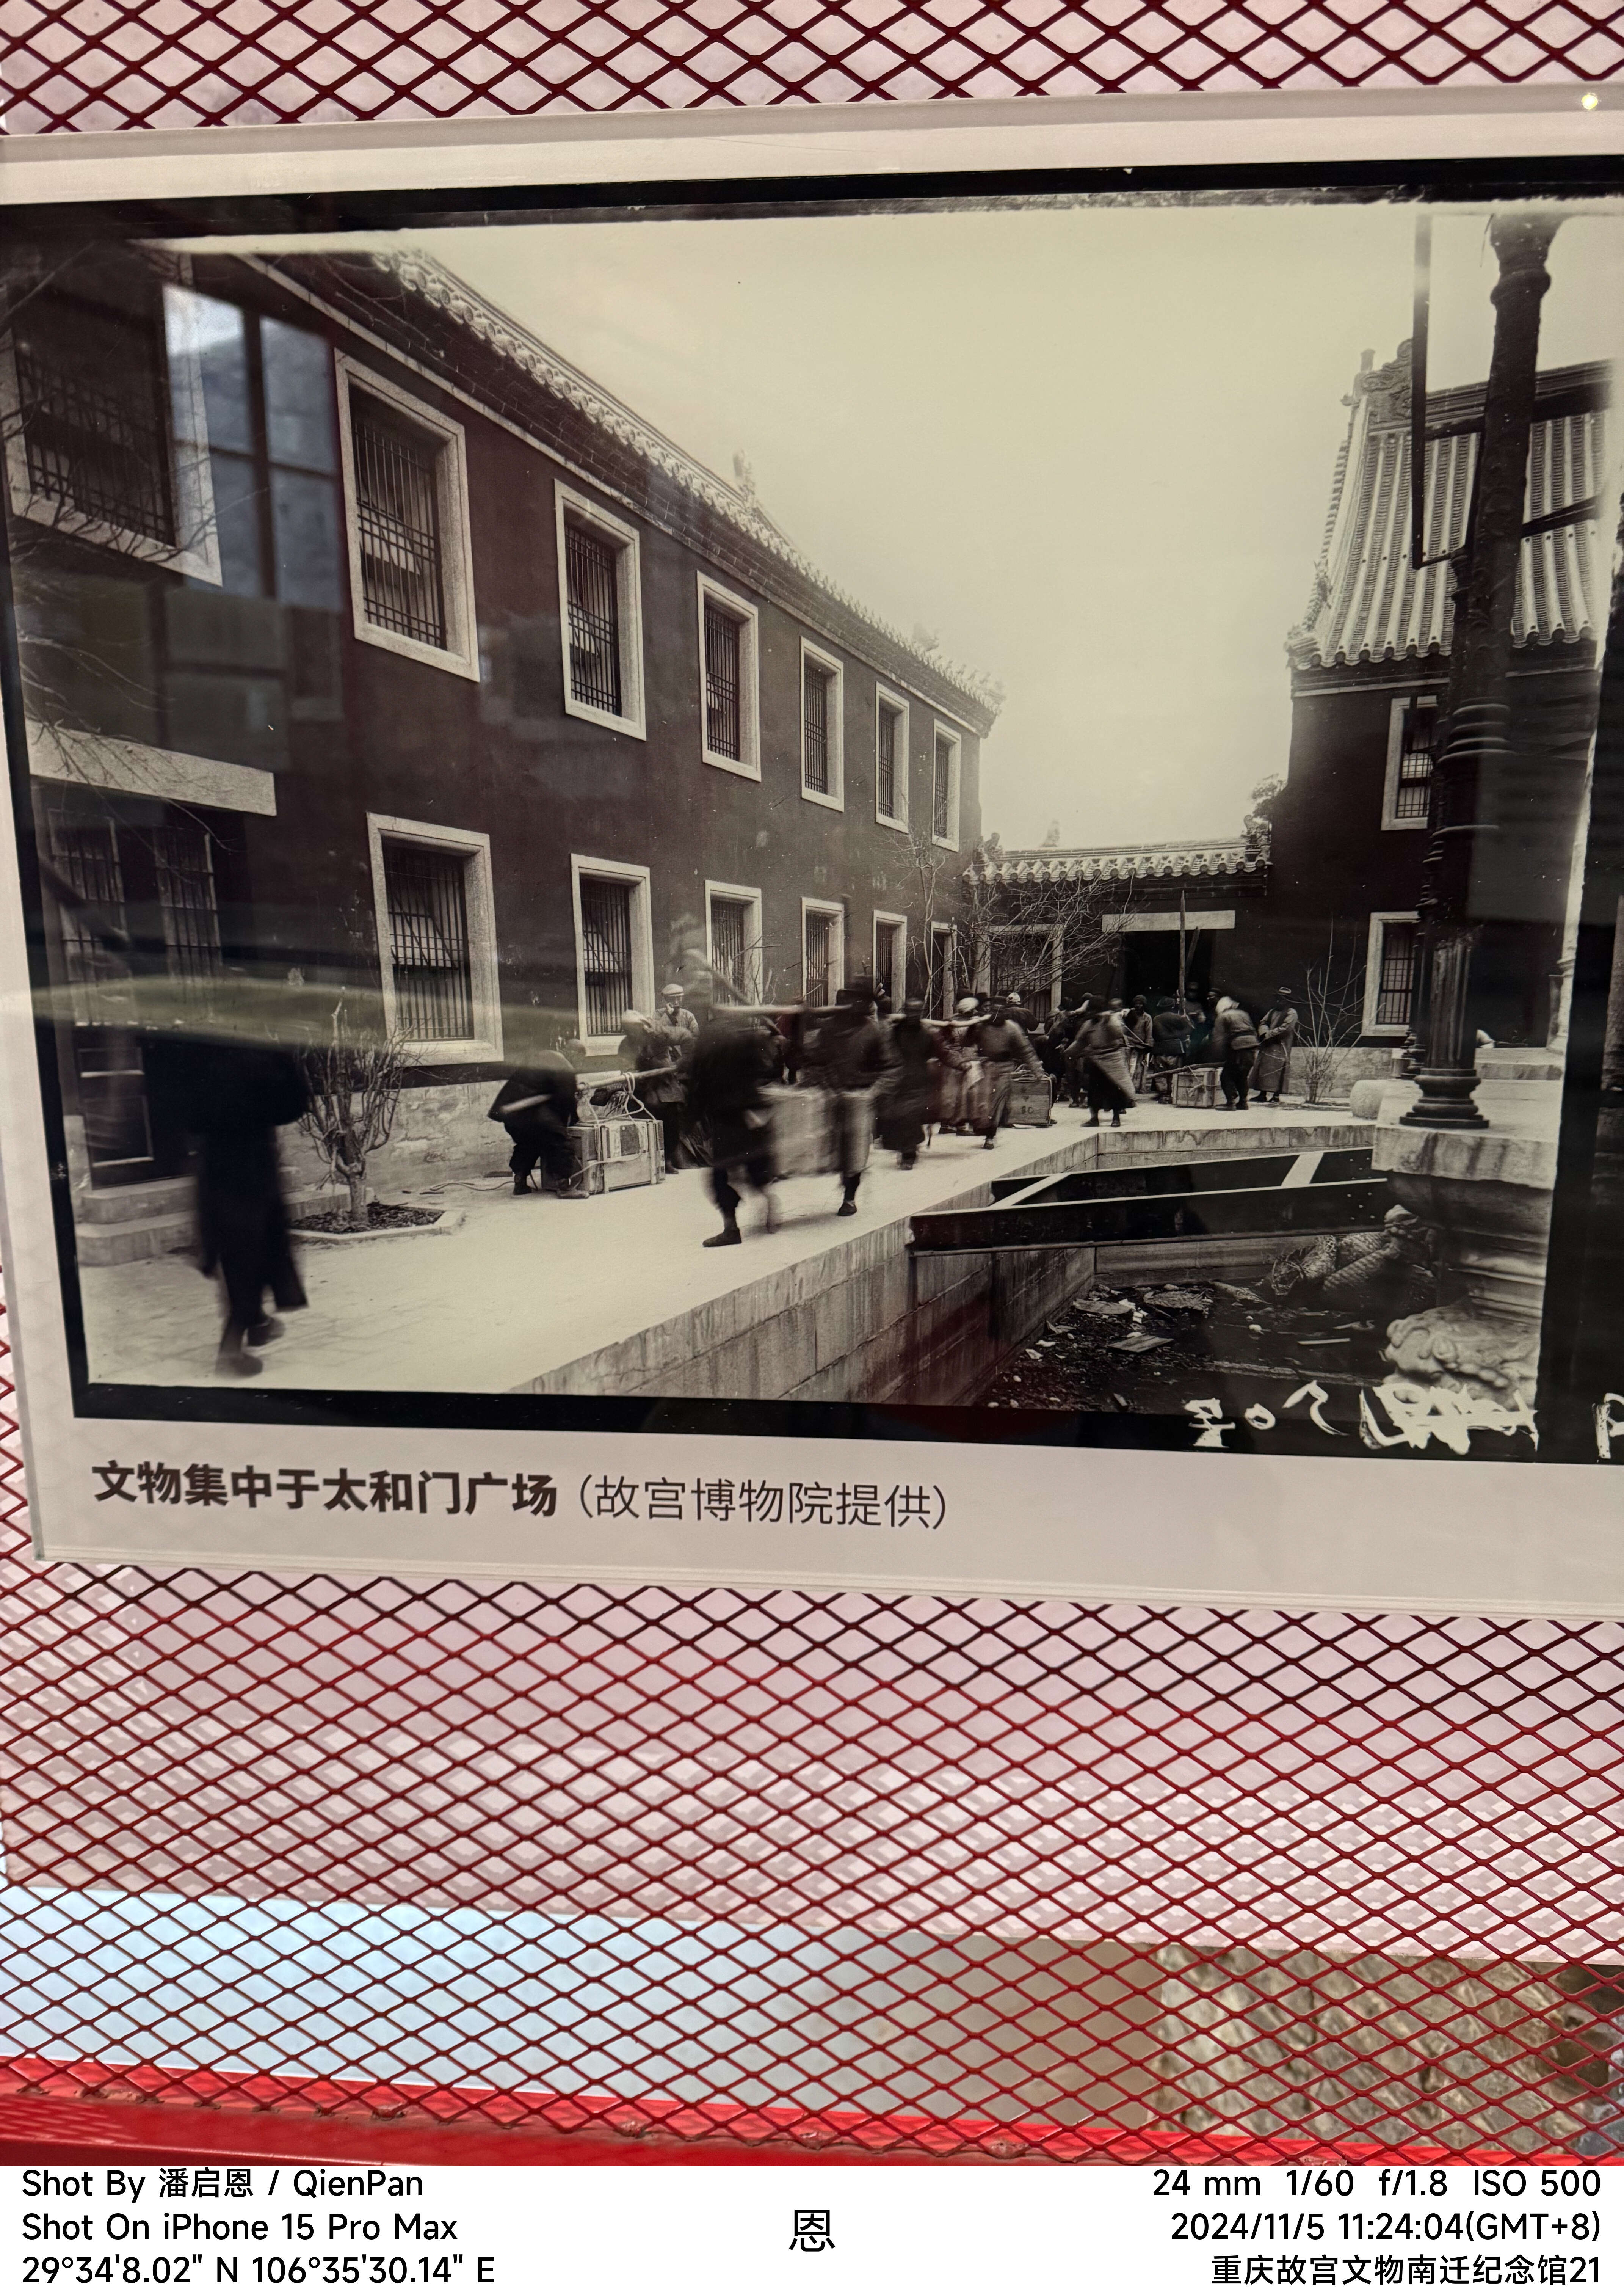 文物集中于太和门广场（故宫博物院提供）
Shot By 潘启恩 / QienPan
Shot On iPhone 15 Pro Max
29°34'8.02" N 106°35'30.14" E
恩
24 mm 1/60 f/1.8 ISO 500
2024/11/5 11:24:04(GMT+8)
重庆故宫文物南迁纪念馆21